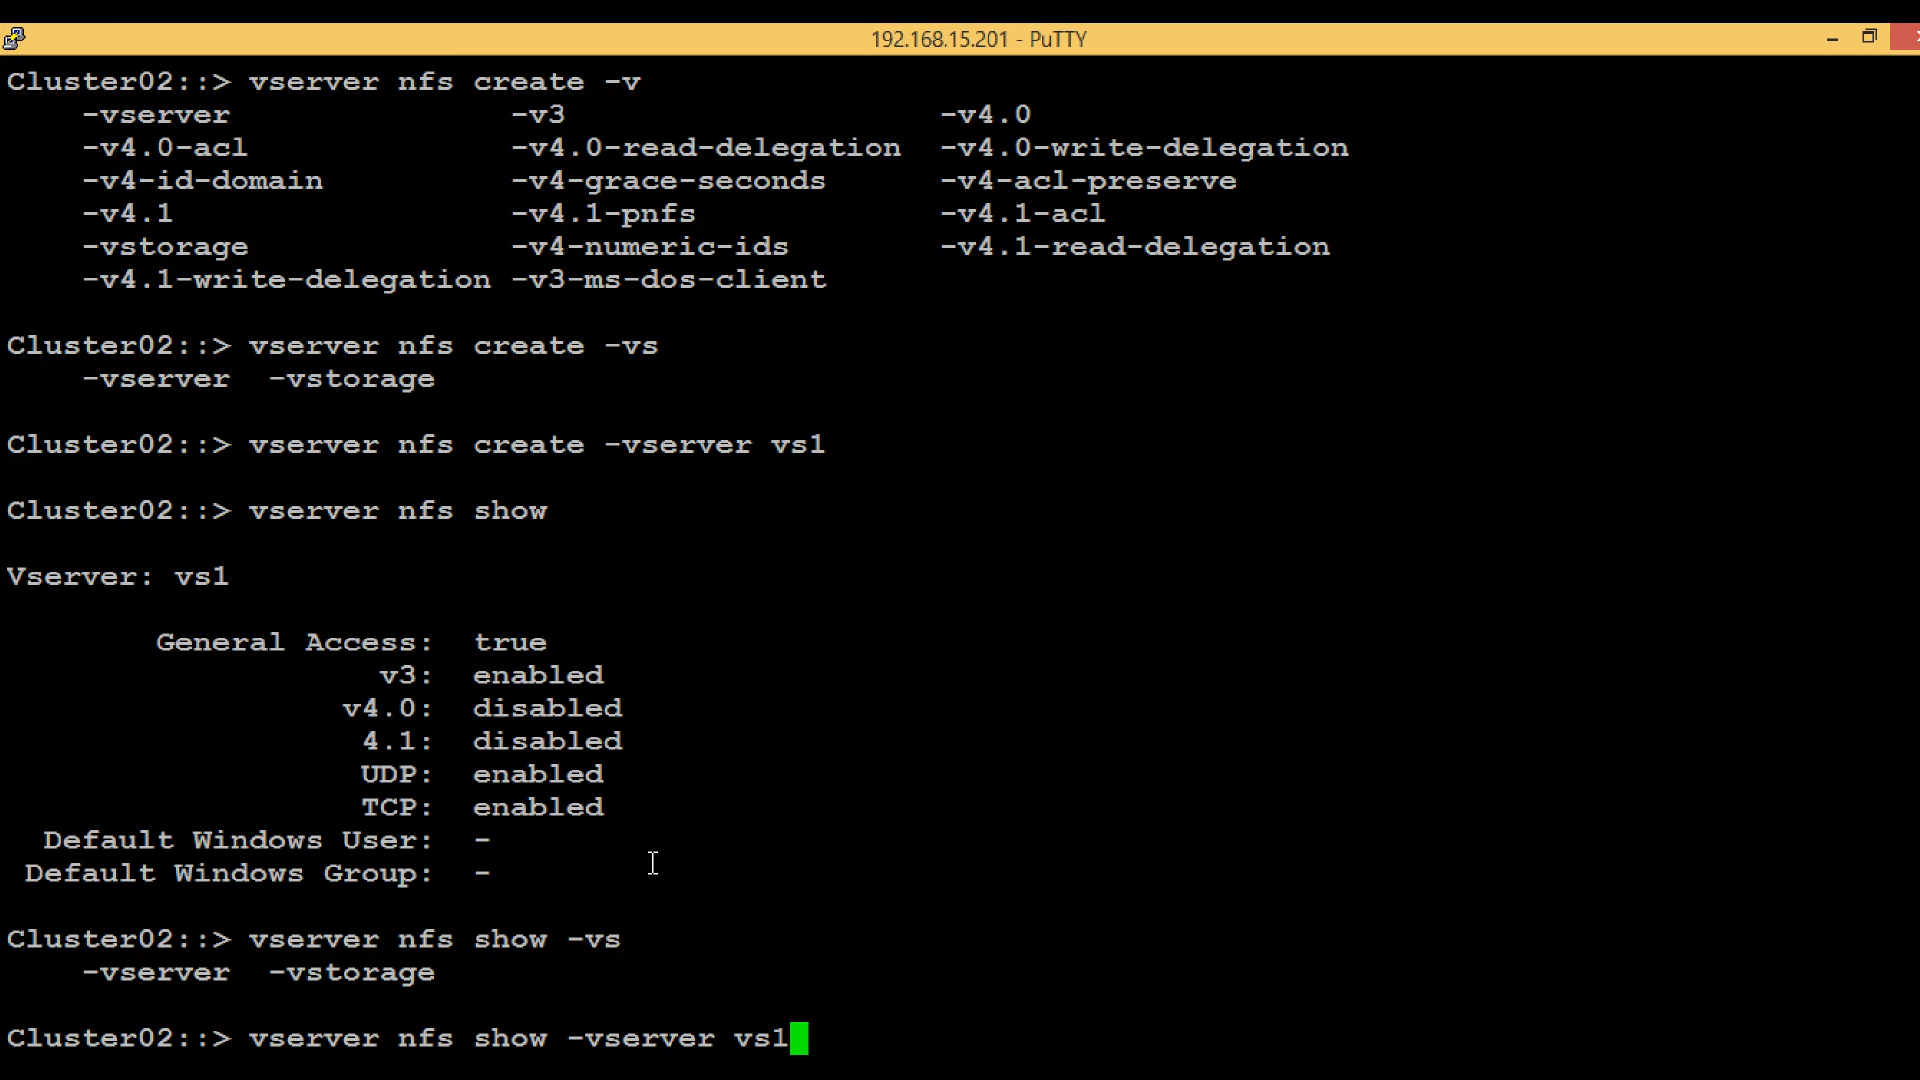 192.168.15.201 - PuTTY
Cluster02::> vserver nfs create -v
-vserver -v3 -v4.0
-v4.0-acl -v4.0-read-delegation -v4.0-write-delegation
-v4-id-domain -v4-grace-seconds -v4-acl-preserve
-v4.1 -v4.1-pnfs -v4.1-acl
-vstorage -v4-numeric-ids -v4.1-read-delegation
-v4.1-write-delegation -v3-ms-dos-client
Cluster02::> vserver nfs create -vs
-vserver -vstorage
Cluster02::> vserver nfs create -vserver vs1
Cluster02::> vserver nfs show
Vserver: vs1
General Access: true
v3: enabled
v4.0: disabled
4.1: disabled
UDP: enabled
TCP: enabled
Default Windows User: -
Default Windows Group: -
Cluster02::> vserver nfs show -vs
-vserver -vstorage
Cluster02::> vserver nfs show -vserver vs1